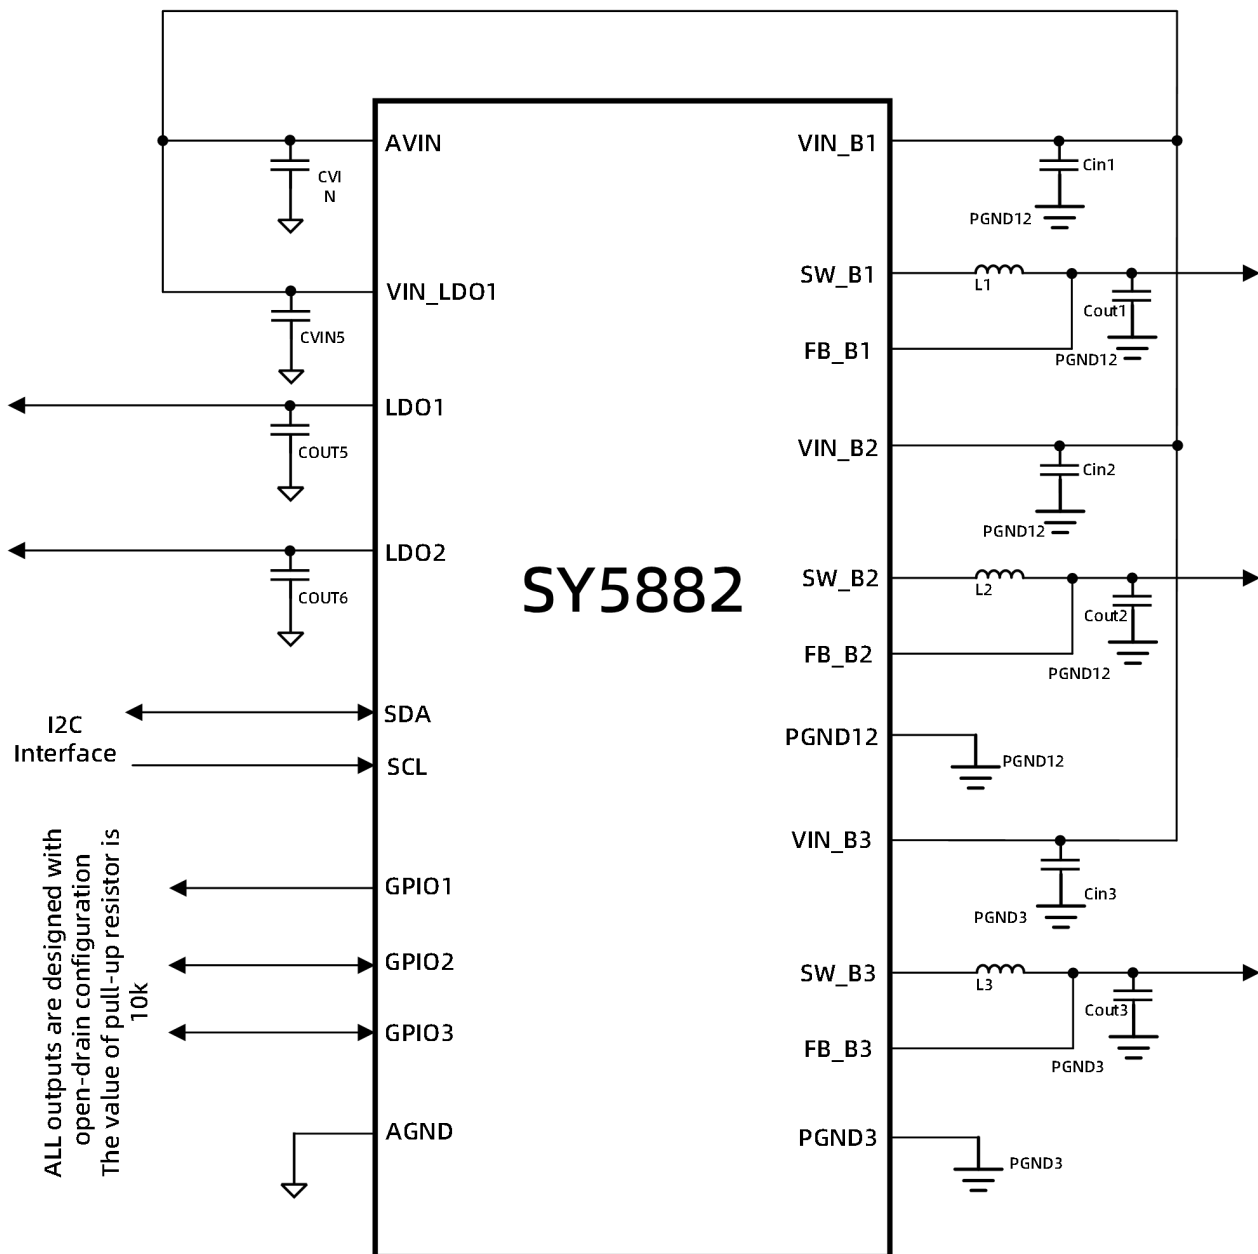 AVIN
CVI
N
VIN_LDO1
CVIN5
LDO1
COUT5
LDO2
COUT6
I2C
Interface
SDA
SCL
ALL outputs are designed with
open-drain configuration
The value of pull-up resistor is
10k
GPIO1
GPIO2
GPIO3
AGND
SY5882
VIN_B1
Cin1
PGND12
SW_B1
L1
Cout1
PGND12
FB_B1
VIN_B2
Cin2
PGND12
SW_B2
L2
Cout2
FB_B2
PGND12
PGND12
PGND12
VIN_B3
Cin3
PGND3
SW_B3
L3
Cout3
FB_B3
PGND3
PGND3
PGND3